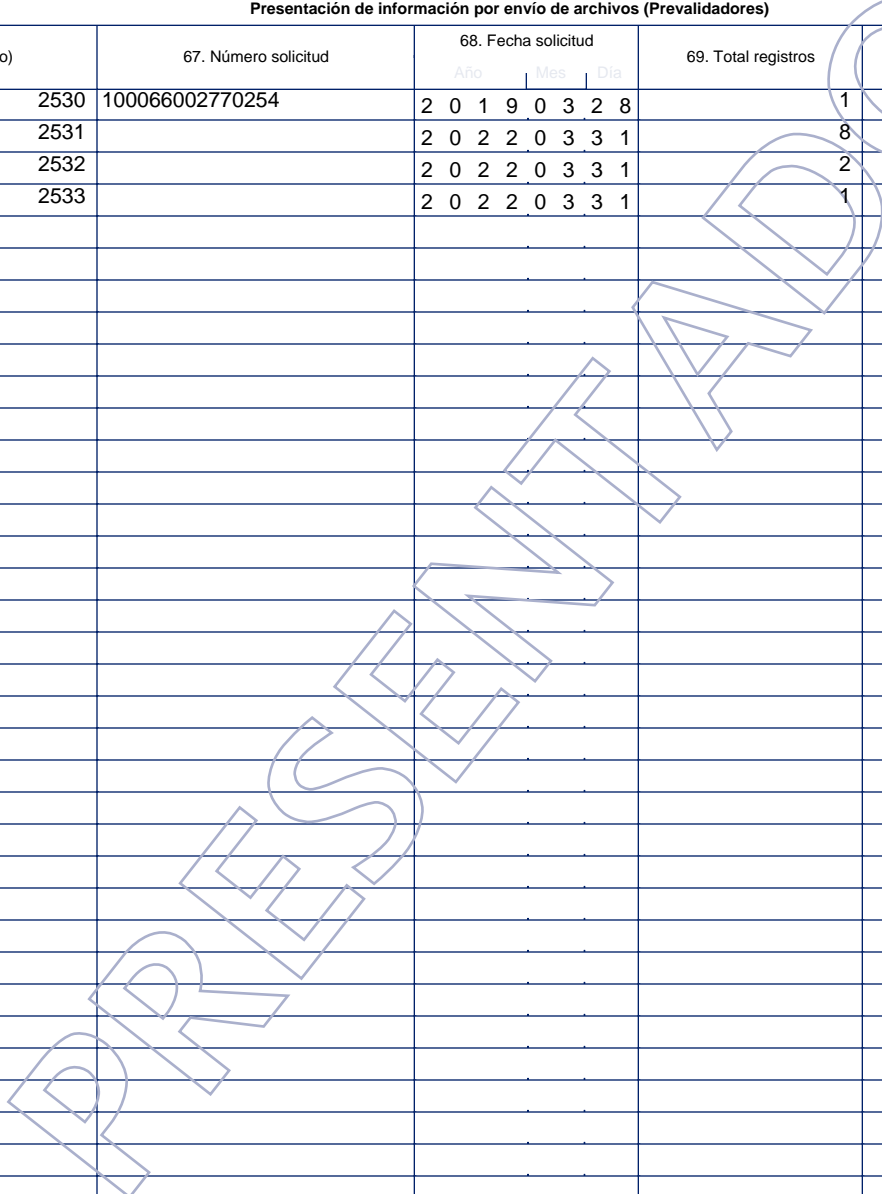 Presentación de información por envío de archivos (Prevalidadores)
o) 67. Número solicitud 68. Fecha solicitud 69. Total registros
Año Mes Día
2530 100066002770254 2 0 1 9 0 3 2 8 1
2531 2 0 2 2 0 3 3 1 8
2532 2 0 2 2 0 3 3 1 2
2533 2 0 2 2 0 3 3 1 1
PRESENTADO